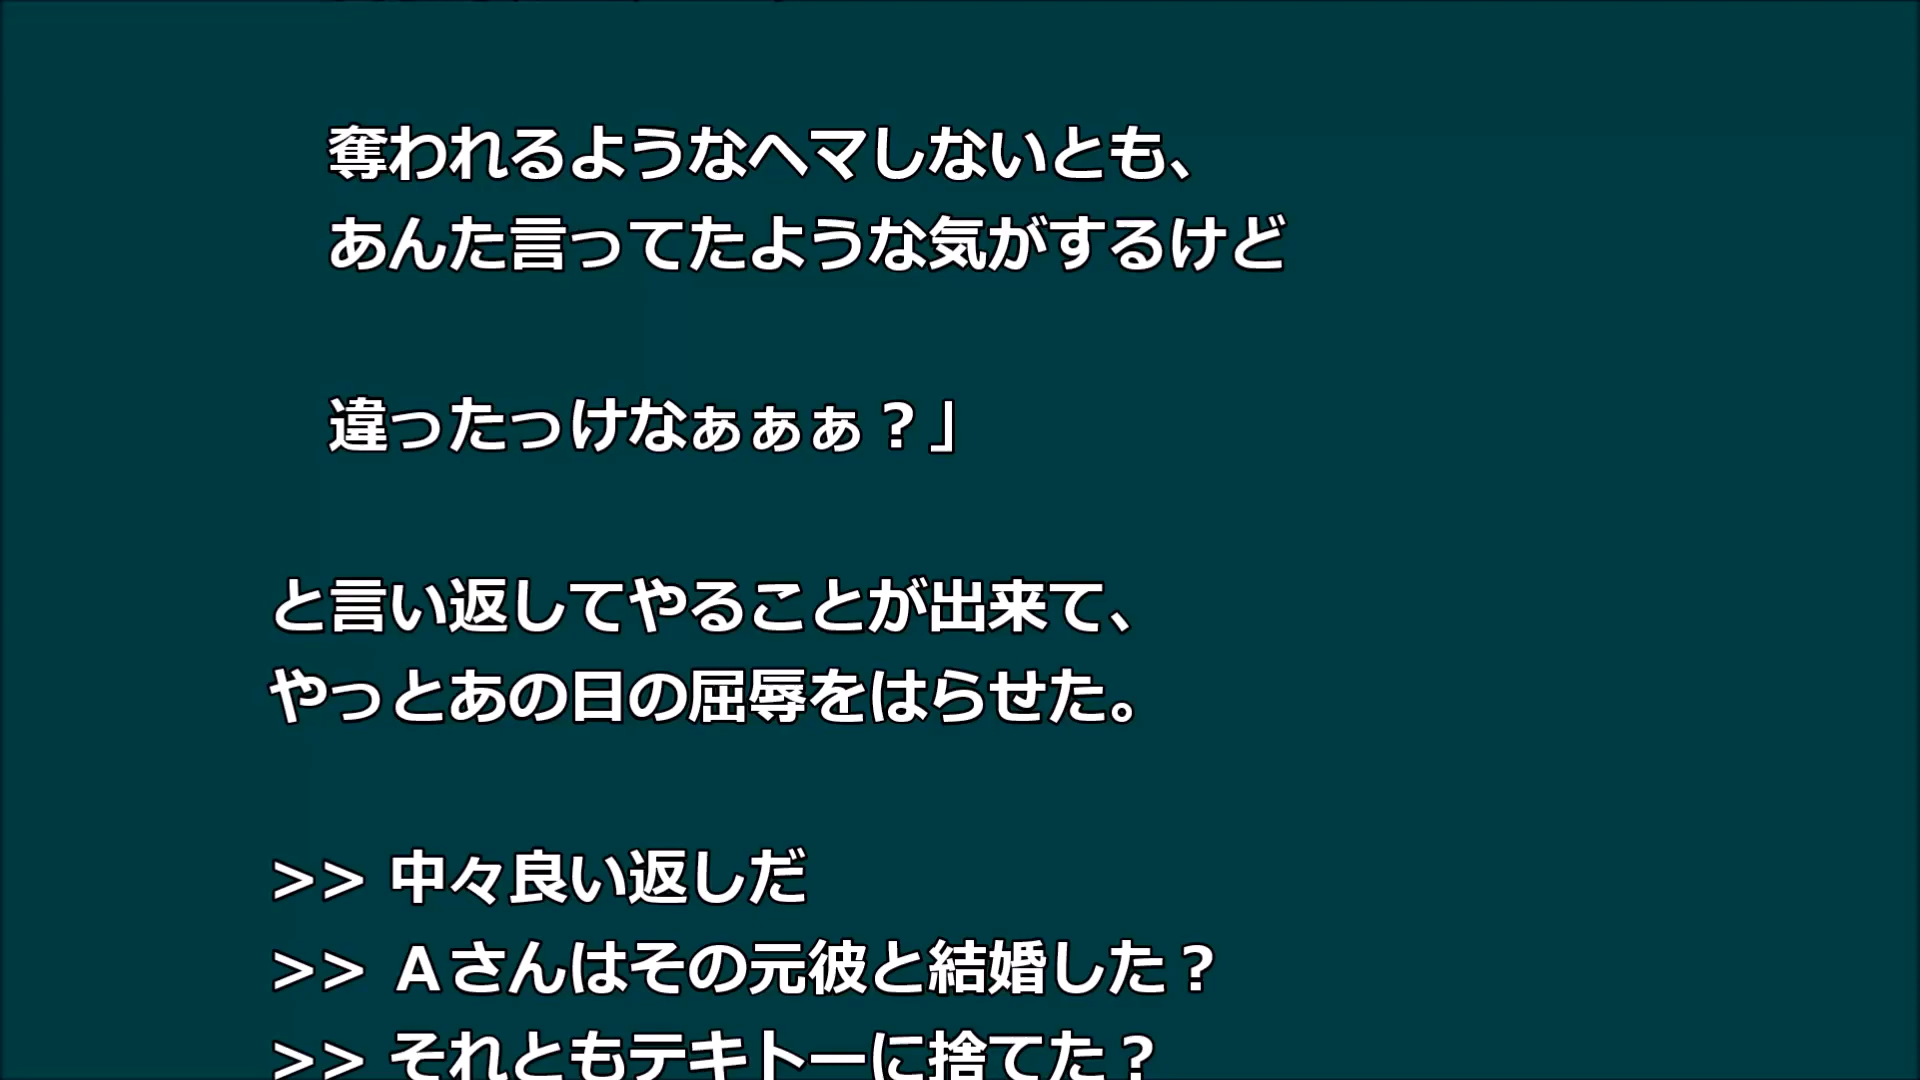 奪われるようなヘマしないとも、
あんた言ってたような気がするけど
違ったっけなぁぁぁ？」
と言い返してやることが出来て、
やっとあの日の屈辱をはらせた。
>> 中々良い返しだ
>> Ａさんはその元彼と結婚した？
>> それともテキトーに捨てた？